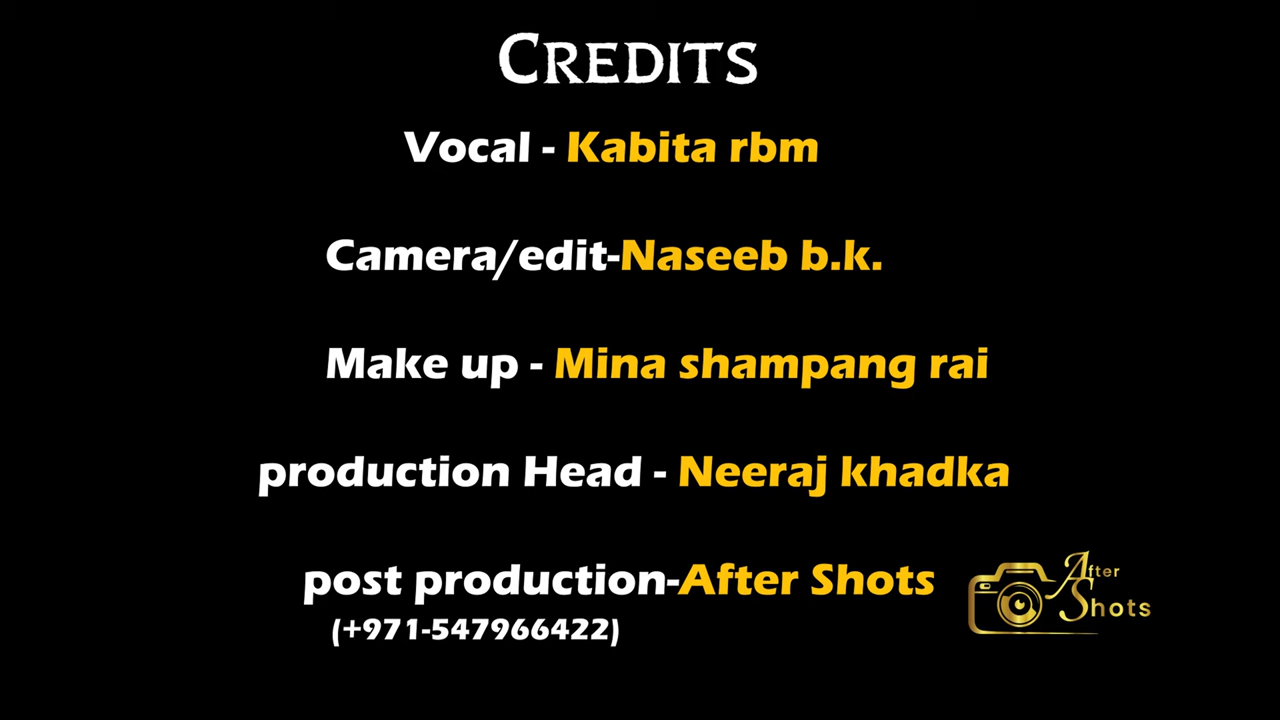 CREDITS
Vocal - Kabita rbm
Camera/edit-Naseeb b.k.
Make up - Mina shampang rai
production Head - Neeraj khadka
post production-After Shots
(+971-547966422)
After
Shots